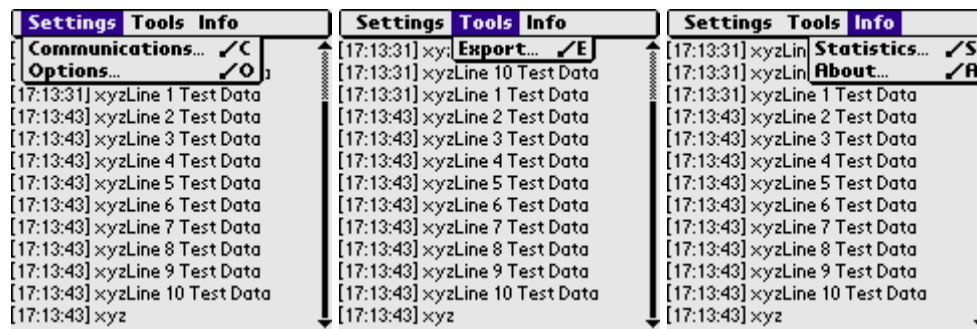 Settings Tools Info
Communications... ✓C
Options... ✓O
[17:13:31] xyzLine 1 Test Data
[17:13:43] xyzLine 2 Test Data
[17:13:43] xyzLine 3 Test Data
[17:13:43] xyzLine 4 Test Data
[17:13:43] xyzLine 5 Test Data
[17:13:43] xyzLine 6 Test Data
[17:13:43] xyzLine 7 Test Data
[17:13:43] xyzLine 8 Test Data
[17:13:43] xyzLine 9 Test Data
[17:13:43] xyzLine 10 Test Data
[17:13:43] xyz
Settings Tools Info
[17:13:31] xyz Export... ✓E
[17:13:31] xyzLine 10 Test Data
[17:13:31] xyzLine 1 Test Data
[17:13:43] xyzLine 2 Test Data
[17:13:43] xyzLine 3 Test Data
[17:13:43] xyzLine 4 Test Data
[17:13:43] xyzLine 5 Test Data
[17:13:43] xyzLine 6 Test Data
[17:13:43] xyzLine 7 Test Data
[17:13:43] xyzLine 8 Test Data
[17:13:43] xyzLine 9 Test Data
[17:13:43] xyzLine 10 Test Data
[17:13:43] xyz
Settings Tools Info
[17:13:31] xyzLin Statistics... ✓S
[17:13:31] xyzLin About... ✓A
[17:13:31] xyzLine 1 Test Data
[17:13:43] xyzLine 2 Test Data
[17:13:43] xyzLine 3 Test Data
[17:13:43] xyzLine 4 Test Data
[17:13:43] xyzLine 5 Test Data
[17:13:43] xyzLine 6 Test Data
[17:13:43] xyzLine 7 Test Data
[17:13:43] xyzLine 8 Test Data
[17:13:43] xyzLine 9 Test Data
[17:13:43] xyzLine 10 Test Data
[17:13:43] xyz